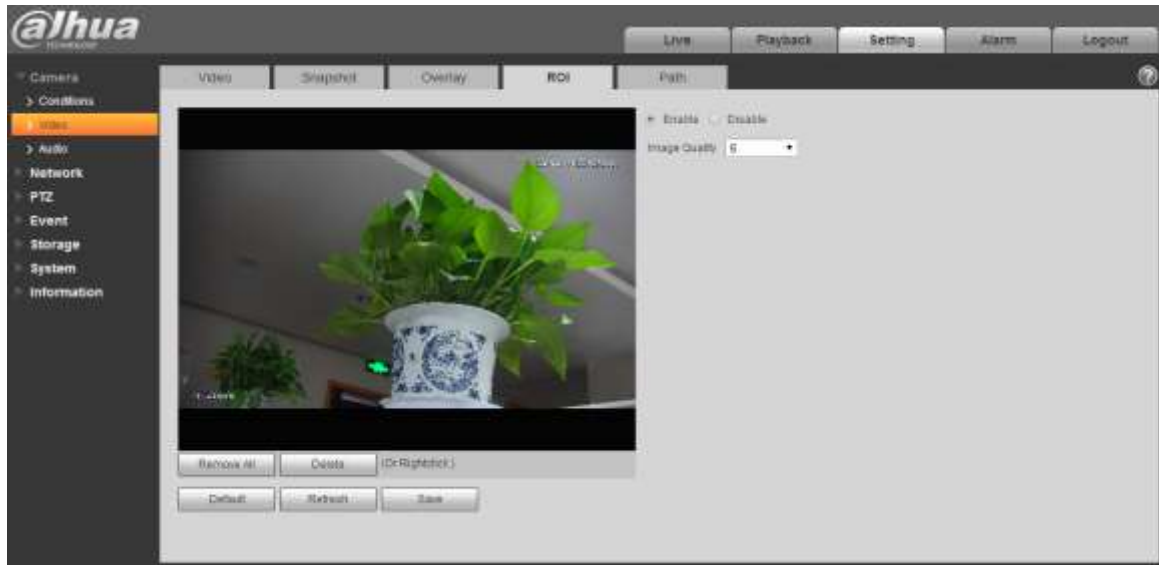 alhua
TECHNOLOGY
Live Playback Setting Alarm Logout
Camera
Conditions
Video
Audio
Network
PTZ
Event
Storage
System
Information
Video Snapshot Overlay ROI Path
Enable Disable
Image Quality 6
Remove All Delete (Or Rightclick)
Default Refresh Save